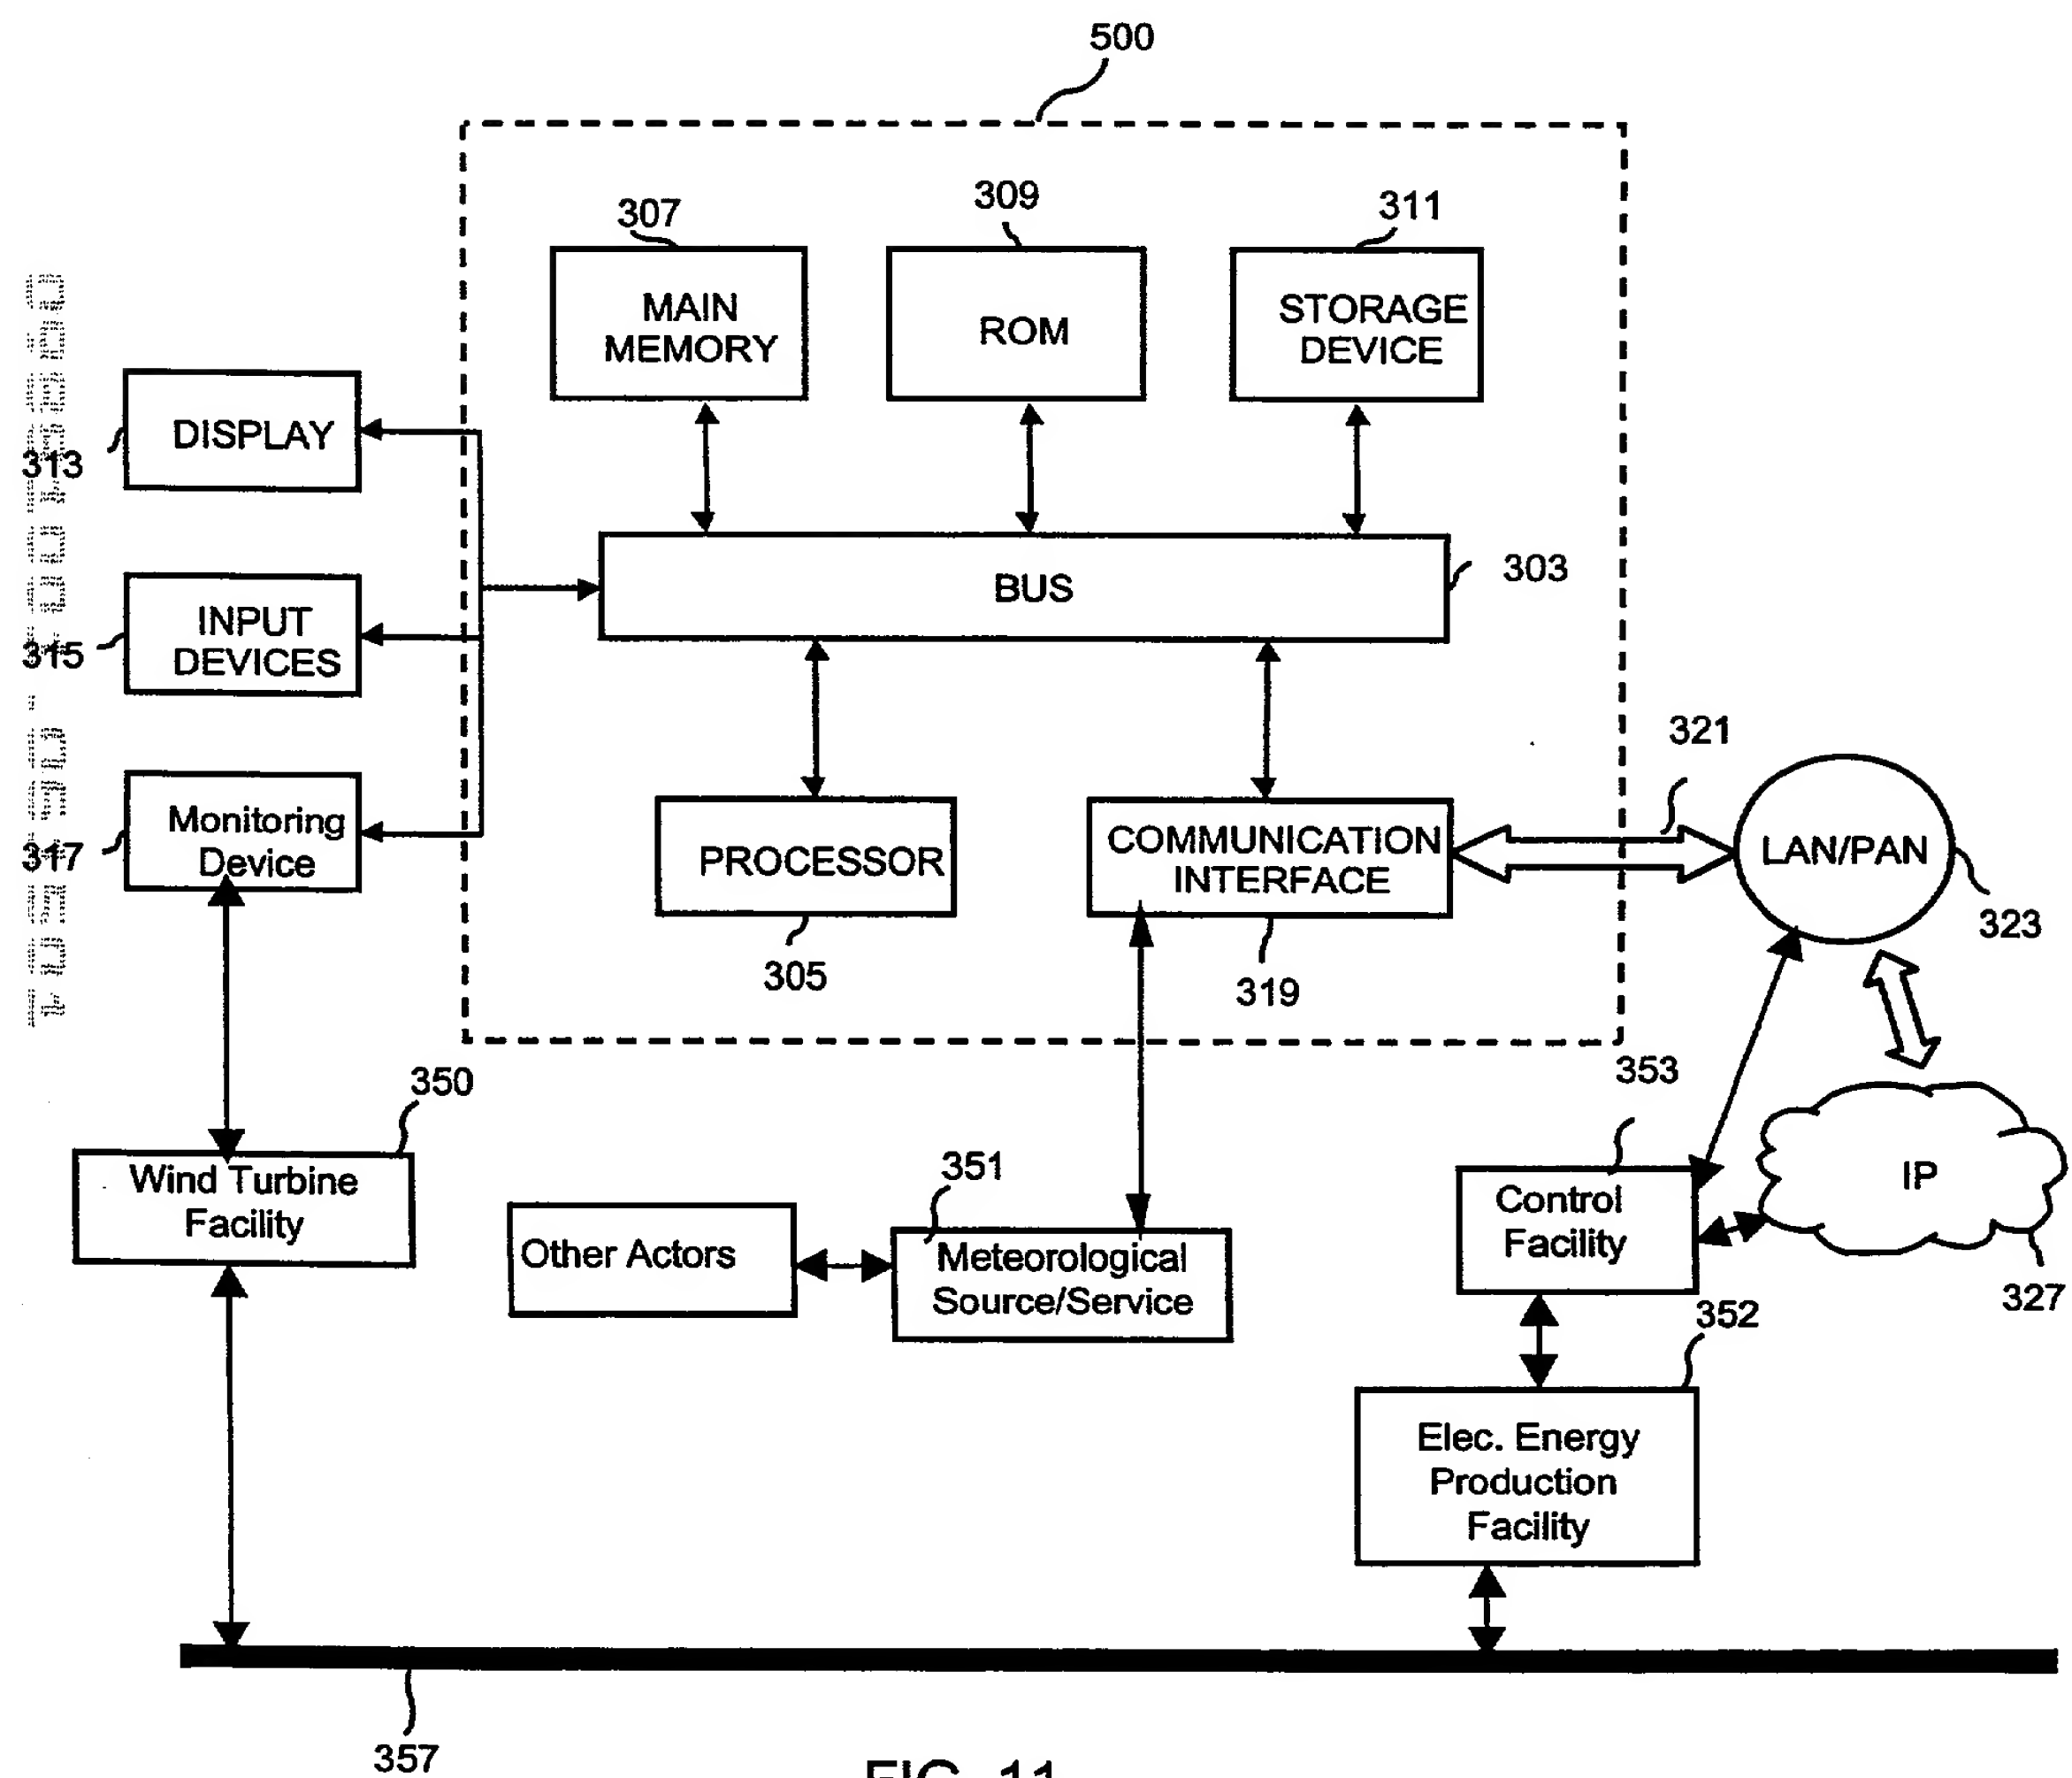 500
307
309
311
MAIN
MEMORY
ROM
STORAGE
DEVICE
DISPLAY
313
BUS
303
INPUT
DEVICES
315
321
Monitoring
Device
317
PROCESSOR
COMMUNICATION
INTERFACE
LAN/PAN
323
305
319
350
353
Wind Turbine
Facility
351
IP
Control
Facility
Other Actors
Meteorological
Source/Service
327
352
Elec. Energy
Production
Facility
357
FIG. 11